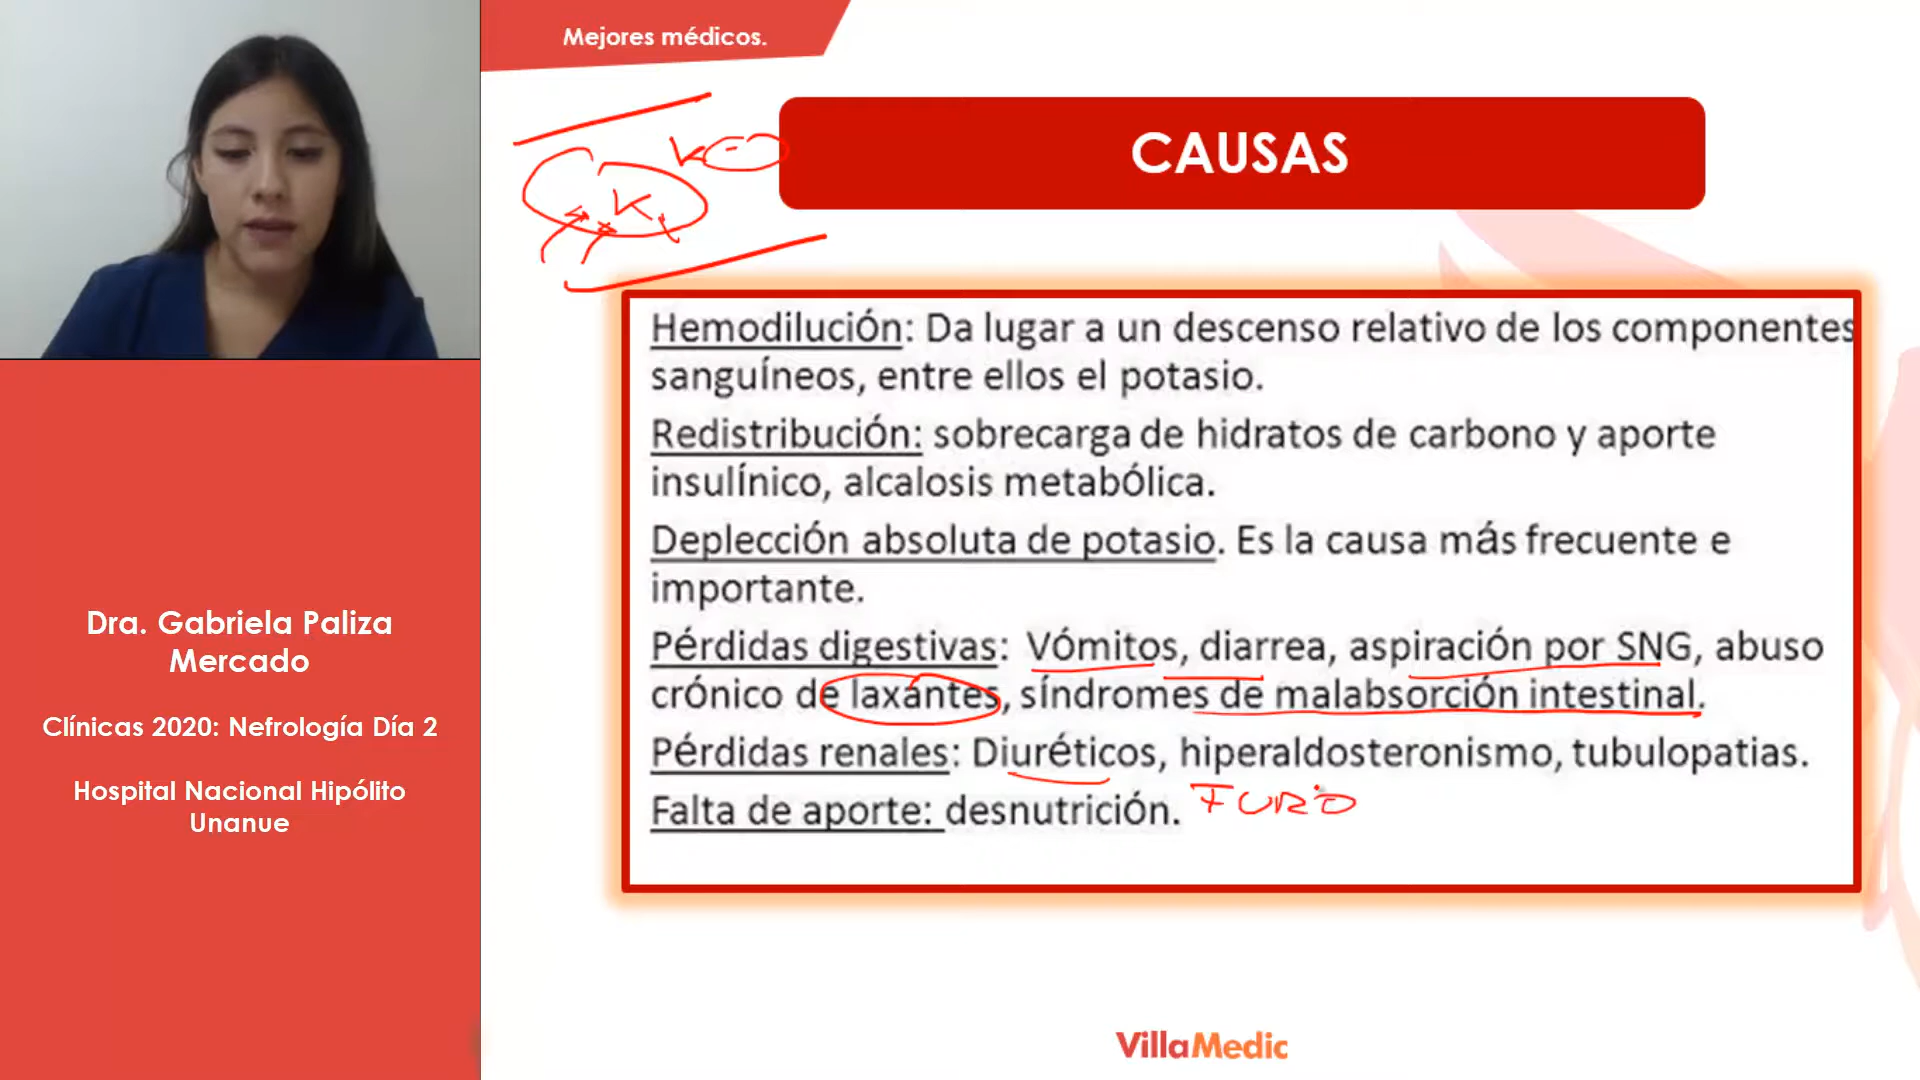 Mejores médicos.
K
K
CAUSAS
Hemodilución: Da lugar a un descenso relativo de los componentes
sanguíneos, entre ellos el potasio.
Redistribución: sobrecarga de hidratos de carbono y aporte
insulínico, alcalosis metabólica.
Deplección absoluta de potasio. Es la causa más frecuente e
importante.
Pérdidas digestivas: Vómitos, diarrea, aspiración por SNG, abuso
crónico de laxantes, síndromes de malabsorción intestinal.
Pérdidas renales: Diuréticos, hiperaldosteronismo, tubulopatias.
FURO
Falta de aporte: desnutrición.
Dra. Gabriela Paliza
Mercado
Clínicas 2020: Nefrología Día 2
Hospital Nacional Hipólito
Unanue
VillaMedic